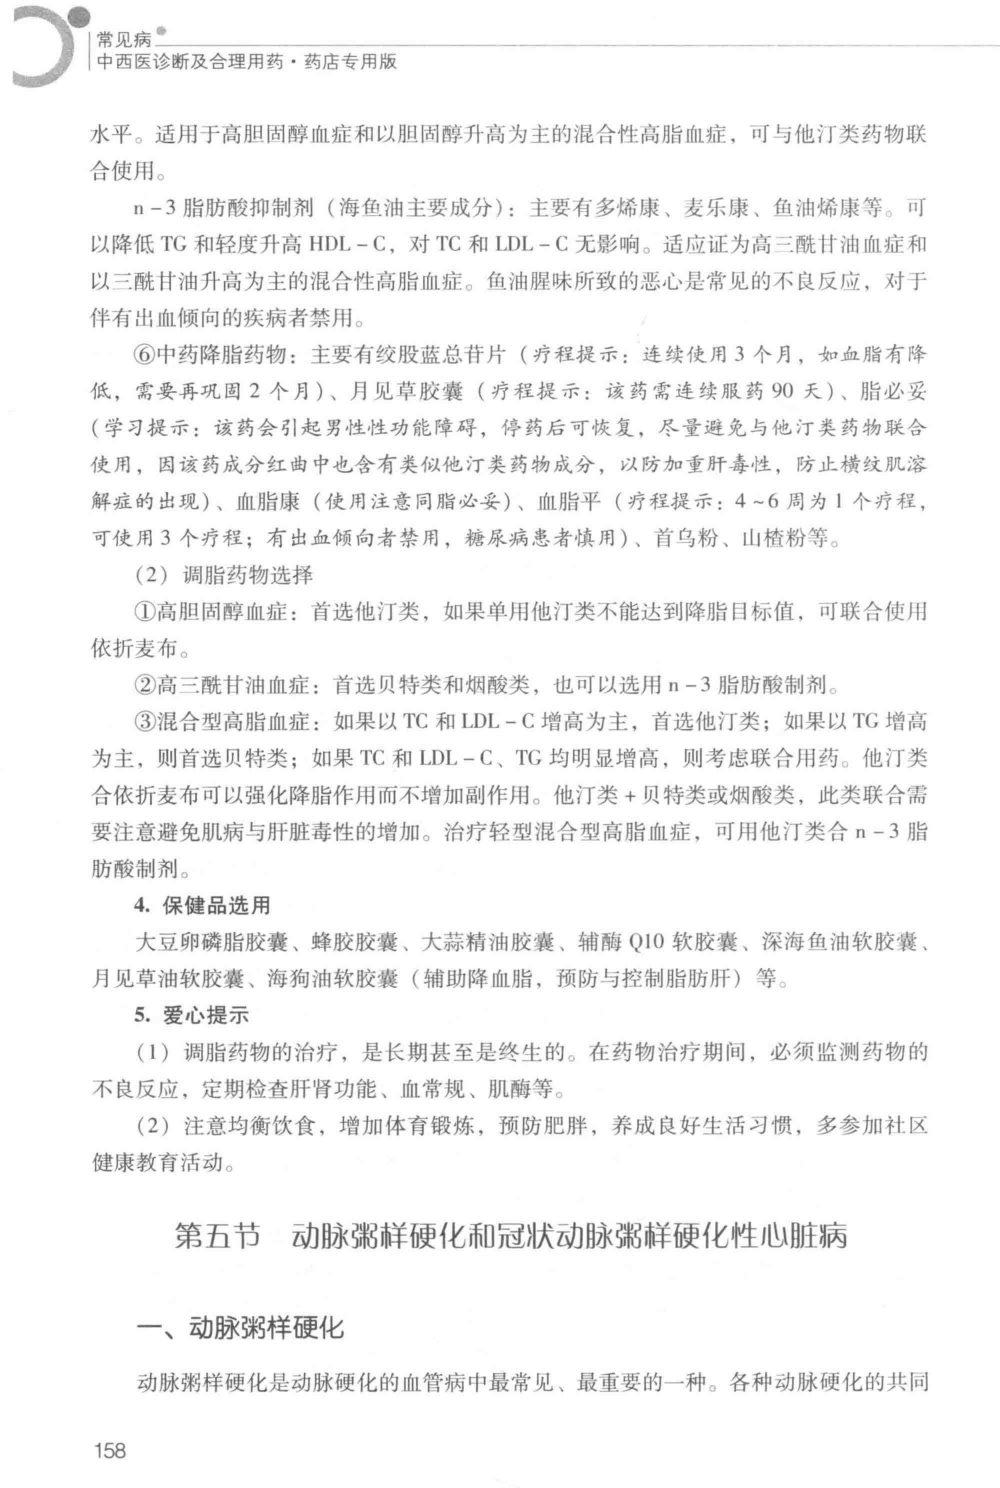 常见病
中西医诊断及合理用药·药店专用版
水平。适用于高胆固醇血症和以胆固醇升高为主的混合性高脂血症，可与他汀类药物联
合使用。
n－3 脂肪酸抑制剂（海鱼油主要成分）：主要有多烯康、麦乐康、鱼油烯康等。可
以降低 TG 和轻度升高 HDL－C，对 TC 和 LDL－C 无影响。适应证为高三酰甘油血症和
以三酰甘油升高为主的混合性高脂血症。鱼油腥味所致的恶心是常见的不良反应，对于
伴有出血倾向的疾病者禁用。
⑥中药降脂药物：主要有绞股蓝总苷片（疗程提示：连续使用 3 个月，如血脂有降
低，需要再巩固 2 个月）、月见草胶囊（疗程提示：该药需连续服药 90 天）、脂必妥
（学习提示：该药会引起男性性功能障碍，停药后可恢复，尽量避免与他汀类药物联合
使用，因该药成分红曲中也含有类似他汀类药物成分，以防加重肝毒性，防止横纹肌溶
解症的出现）、血脂康（使用注意同脂必妥）、血脂平（疗程提示：4～6 周为 1 个疗程，
可使用 3 个疗程；有出血倾向者禁用，糖尿病患者慎用）、首乌粉、山楂粉等。
（2）调脂药物选择
①高胆固醇血症：首选他汀类，如果单用他汀类不能达到降脂目标值，可联合使用
依折麦布。
②高三酰甘油血症：首选贝特类和烟酸类，也可以选用 n－3 脂肪酸制剂。
③混合型高脂血症：如果以 TC 和 LDL－C 增高为主，首选他汀类；如果以 TG 增高
为主，则首选贝特类；如果 TC 和 LDL－C、TG 均明显增高，则考虑联合用药。他汀类
合依折麦布可以强化降脂作用而不增加副作用。他汀类＋贝特类或烟酸类，此类联合需
要注意避免肌病与肝脏毒性的增加。治疗轻型混合型高脂血症，可用他汀类合 n－3 脂
肪酸制剂。
4. 保健品选用
大豆卵磷脂胶囊、蜂胶胶囊、大蒜精油胶囊、辅酶 Q10 软胶囊、深海鱼油软胶囊、
月见草油软胶囊、海狗油软胶囊（辅助降血脂，预防与控制脂肪肝）等。
5. 爱心提示
（1）调脂药物的治疗，是长期甚至是终生的。在药物治疗期间，必须监测药物的
不良反应，定期检查肝肾功能、血常规、肌酶等。
（2）注意均衡饮食，增加体育锻炼，预防肥胖，养成良好生活习惯，多参加社区
健康教育活动。
第五节 动脉粥样硬化和冠状动脉粥样硬化性心脏病
一、动脉粥样硬化
动脉粥样硬化是动脉硬化的血管病中最常见、最重要的一种。各种动脉硬化的共同
158